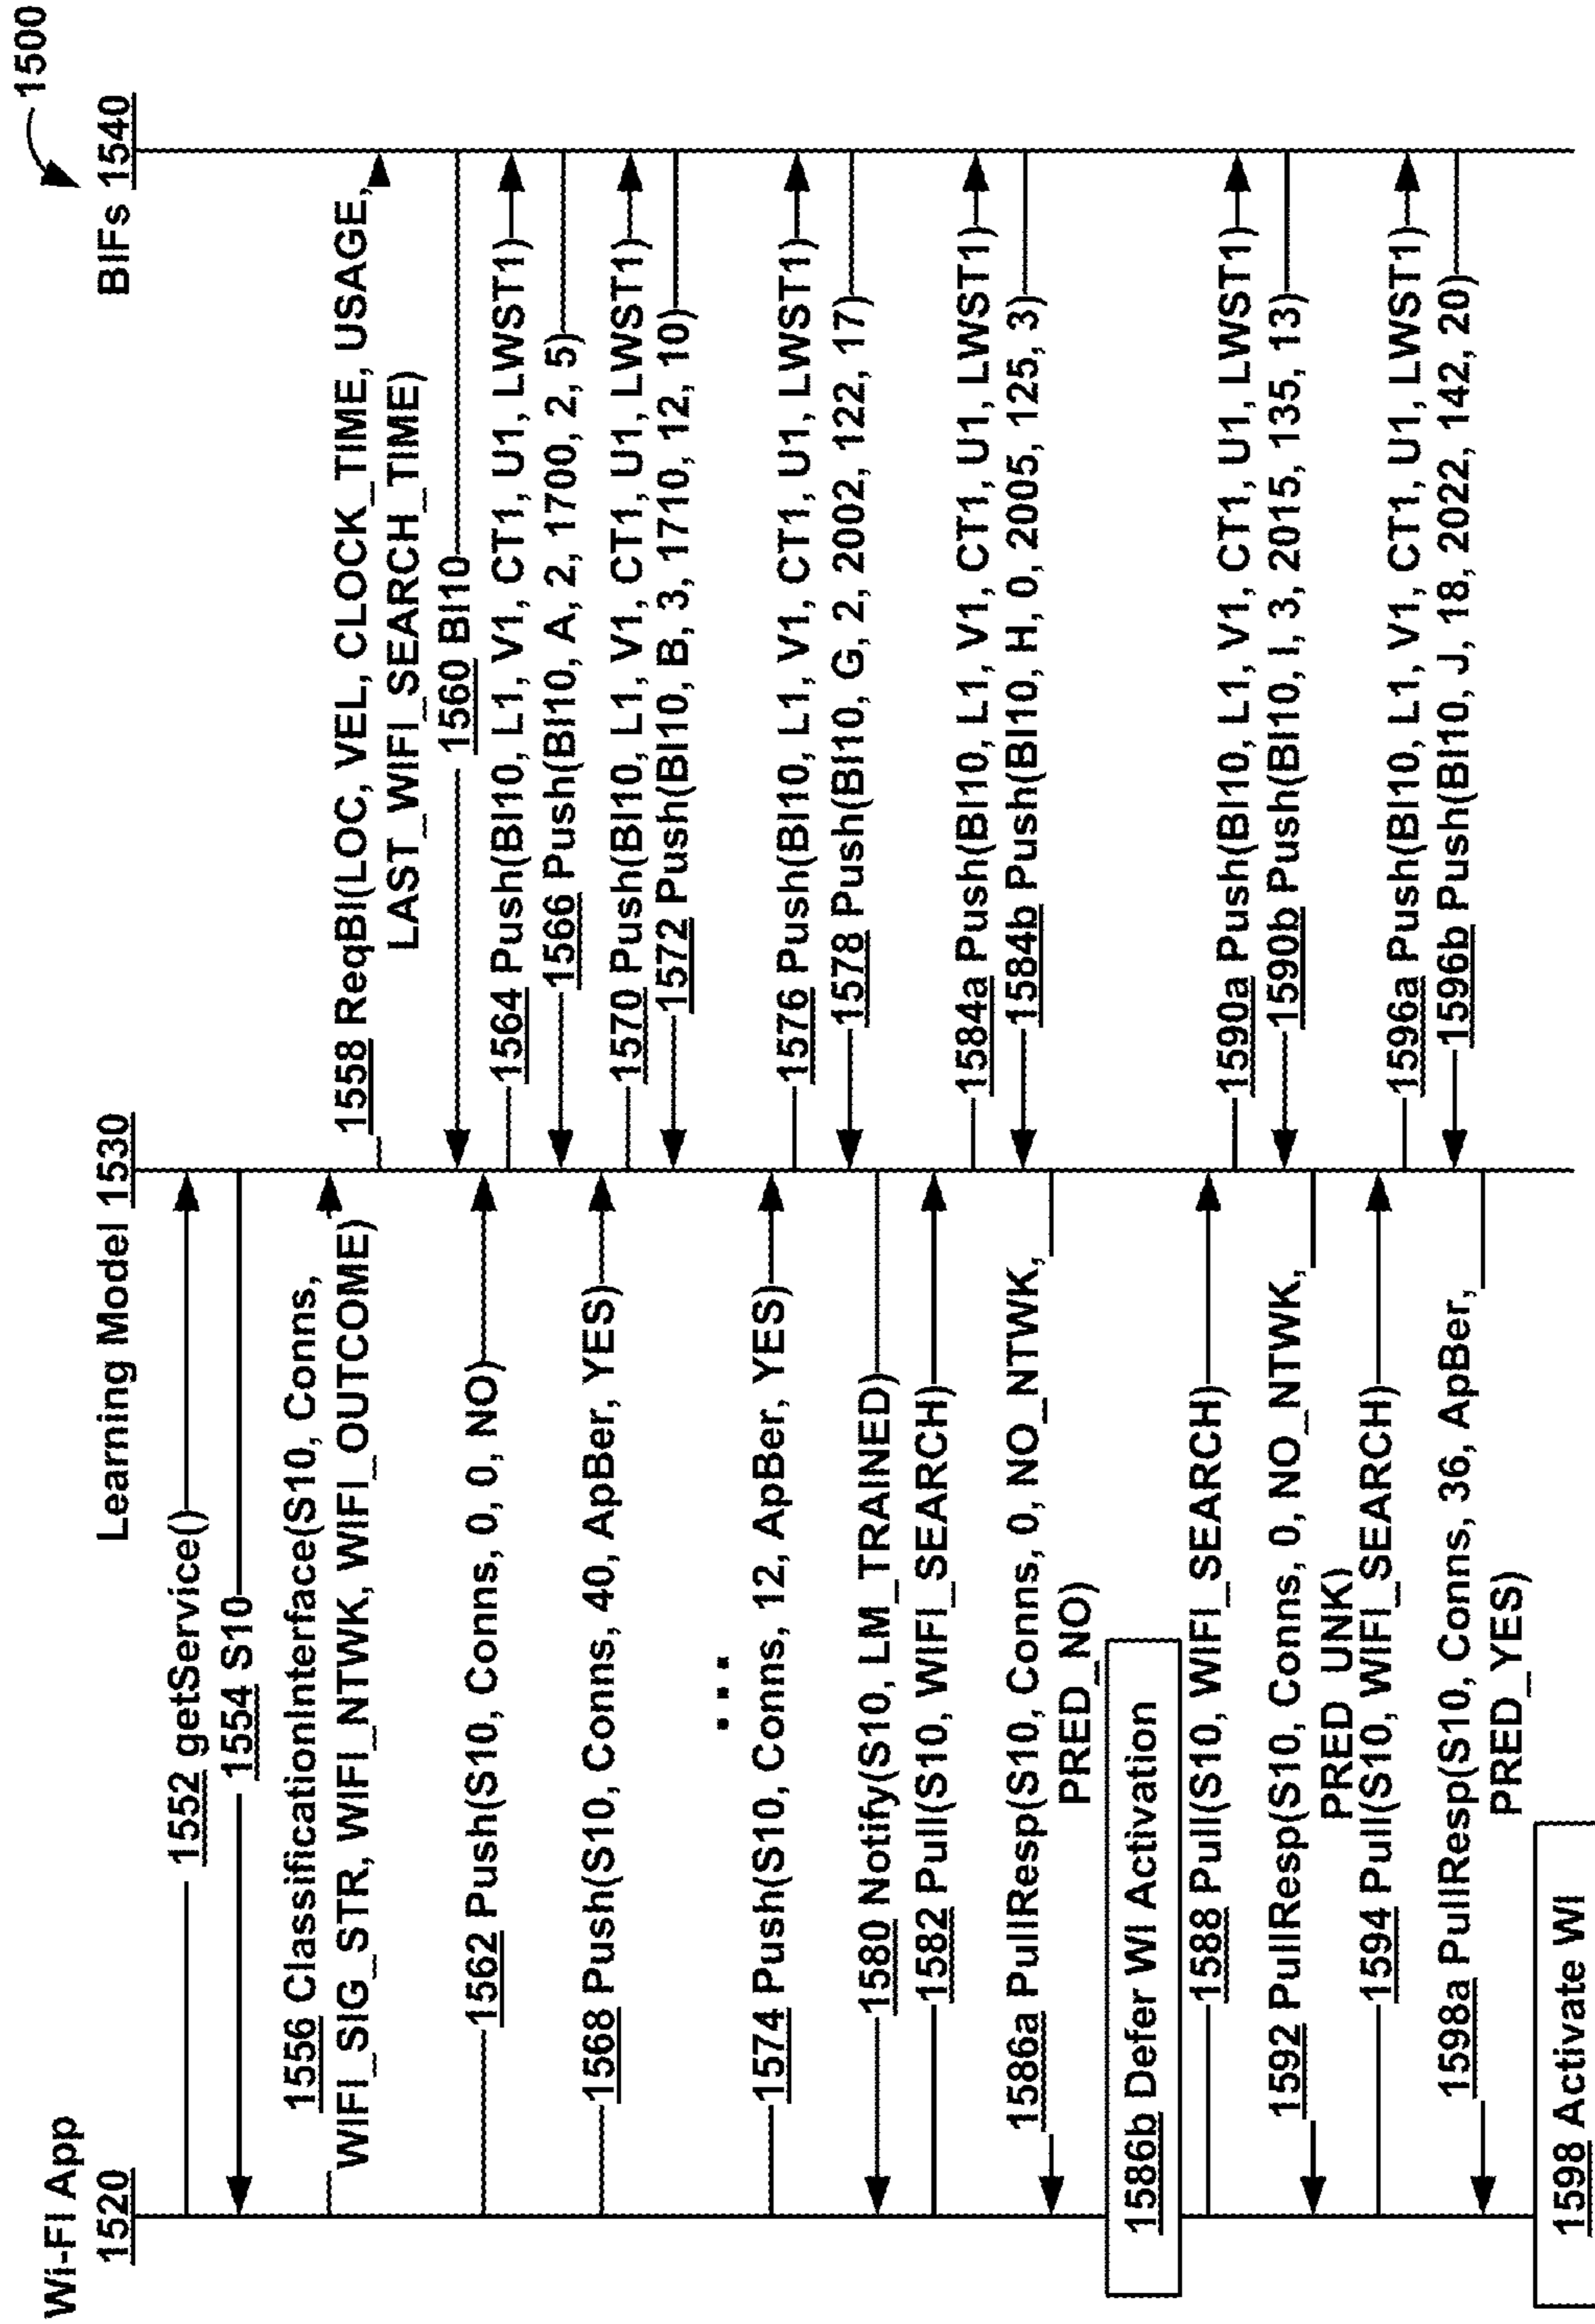 1500
Wi-FI App
1520
Learning Model 1530
BIFs 1540
1552 getService()
1554 S10
1556 ClassificationInterface(S10, Conns,
WIFI_SIG_STR, WIFI_NTWK, WIFI_OUTCOME)
1558 ReqBI(LOC, VEL, CLOCK_TIME, USAGE,
LAST_WIFI_SEARCH_TIME)
1560 BI10
1562 Push(S10, Conns, 0, 0, NO)
1564 Push(BI10, L1, V1, CT1, U1, LWST1)
1566 Push(BI10, A, 2, 1700, 2, 5)
1568 Push(S10, Conns, 40, ApBer, YES)
1570 Push(BI10, L1, V1, CT1, U1, LWST1)
1572 Push(BI10, B, 3, 1710, 12, 10)
...
1574 Push(S10, Conns, 12, ApBer, YES)
1576 Push(BI10, L1, V1, CT1, U1, LWST1)
1578 Push(BI10, G, 2, 2002, 122, 17)
1580 Notify(S10, LM_TRAINED)
1582 Pull(S10, WIFI_SEARCH)
1584a Push(BI10, L1, V1, CT1, U1, LWST1)
1584b Push(BI10, H, 0, 2005, 125, 3)
1586a PullResp(S10, Conns, 0, NO_NTWK,
PRED_NO)
1586b Defer WI Activation
1588 Pull(S10, WIFI_SEARCH)
1590a Push(BI10, L1, V1, CT1, U1, LWST1)
1590b Push(BI10, I, 3, 2015, 135, 13)
1592 PullResp(S10, Conns, 0, NO_NTWK,
PRED_UNK)
1594 Pull(S10, WIFI_SEARCH)
1596a Push(BI10, L1, V1, CT1, U1, LWST1)
1596b Push(BI10, J, 18, 2022, 142, 20)
1598a PullResp(S10, Conns, 36, ApBer,
PRED_YES)
1598 Activate WI